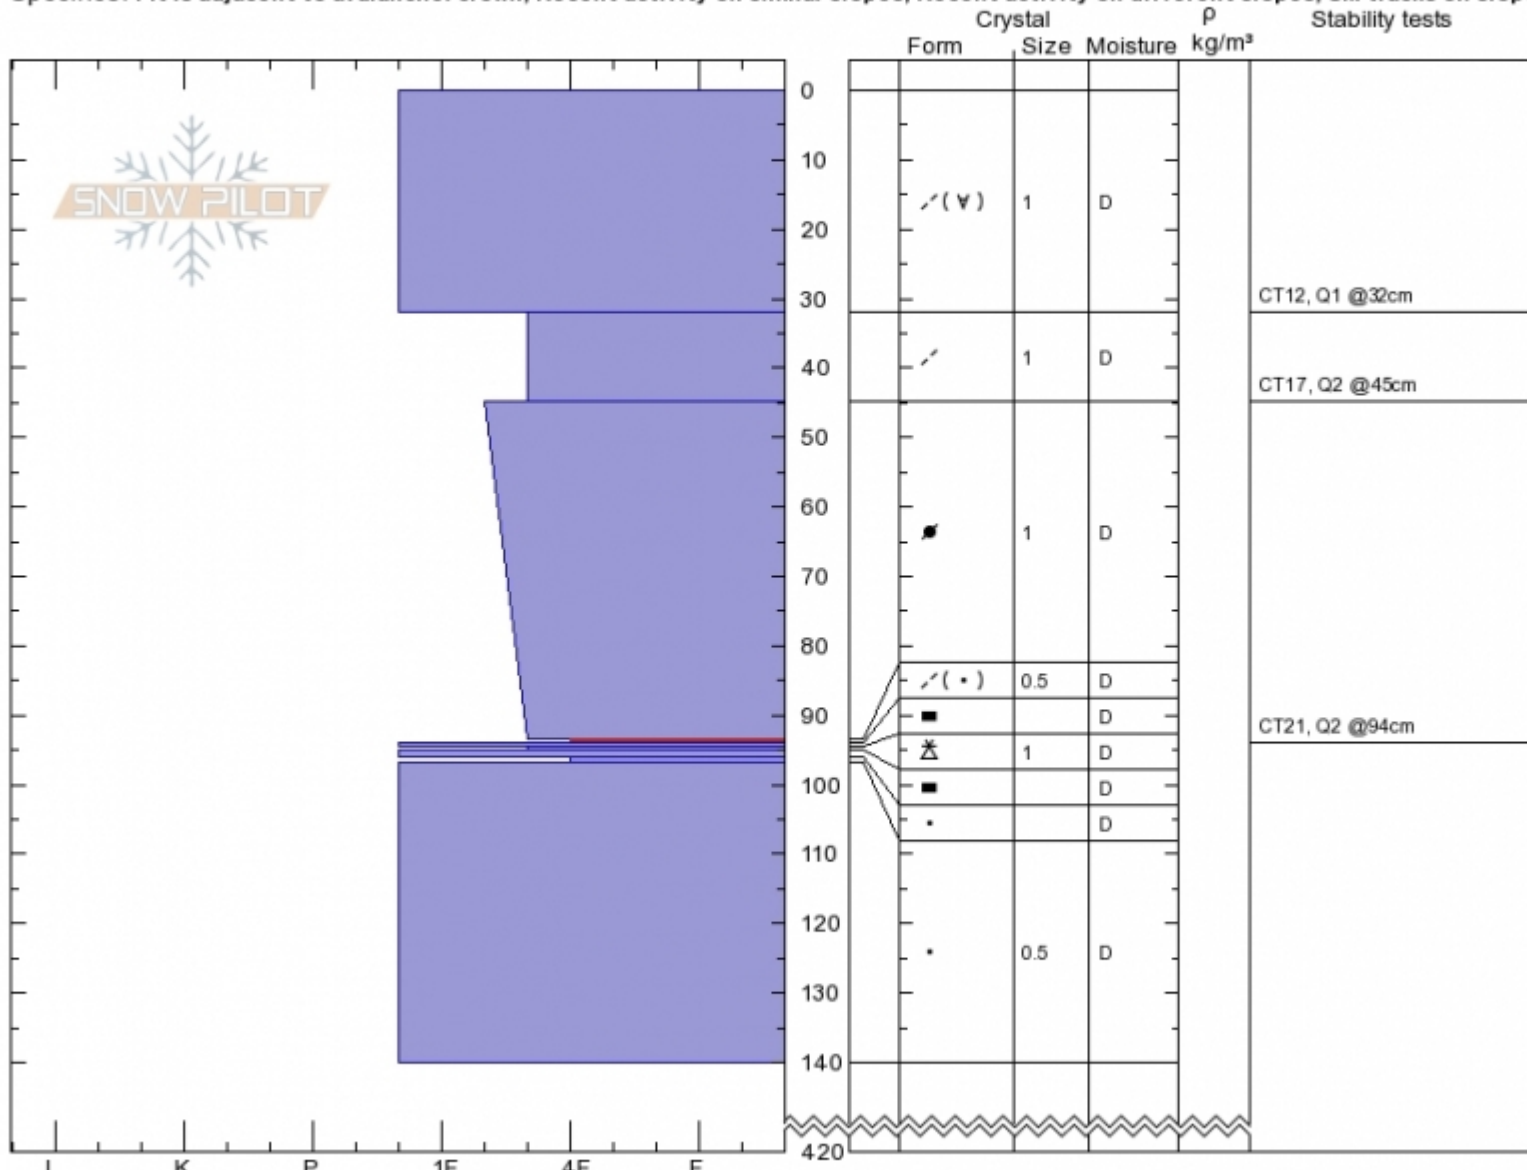 Crystal ρ Stability tests
Form Size Moisture kg/m³
SNOW PILOT
0
10
1 D
20
30 CT12, Q1 @32cm
1 D
40
CT17, Q2 @45cm
50
1 D
60
70
80
0.5 D
90 D
CT21, Q2 @94cm
1 D
100 D
D
110
120
0.5 D
130
140
420